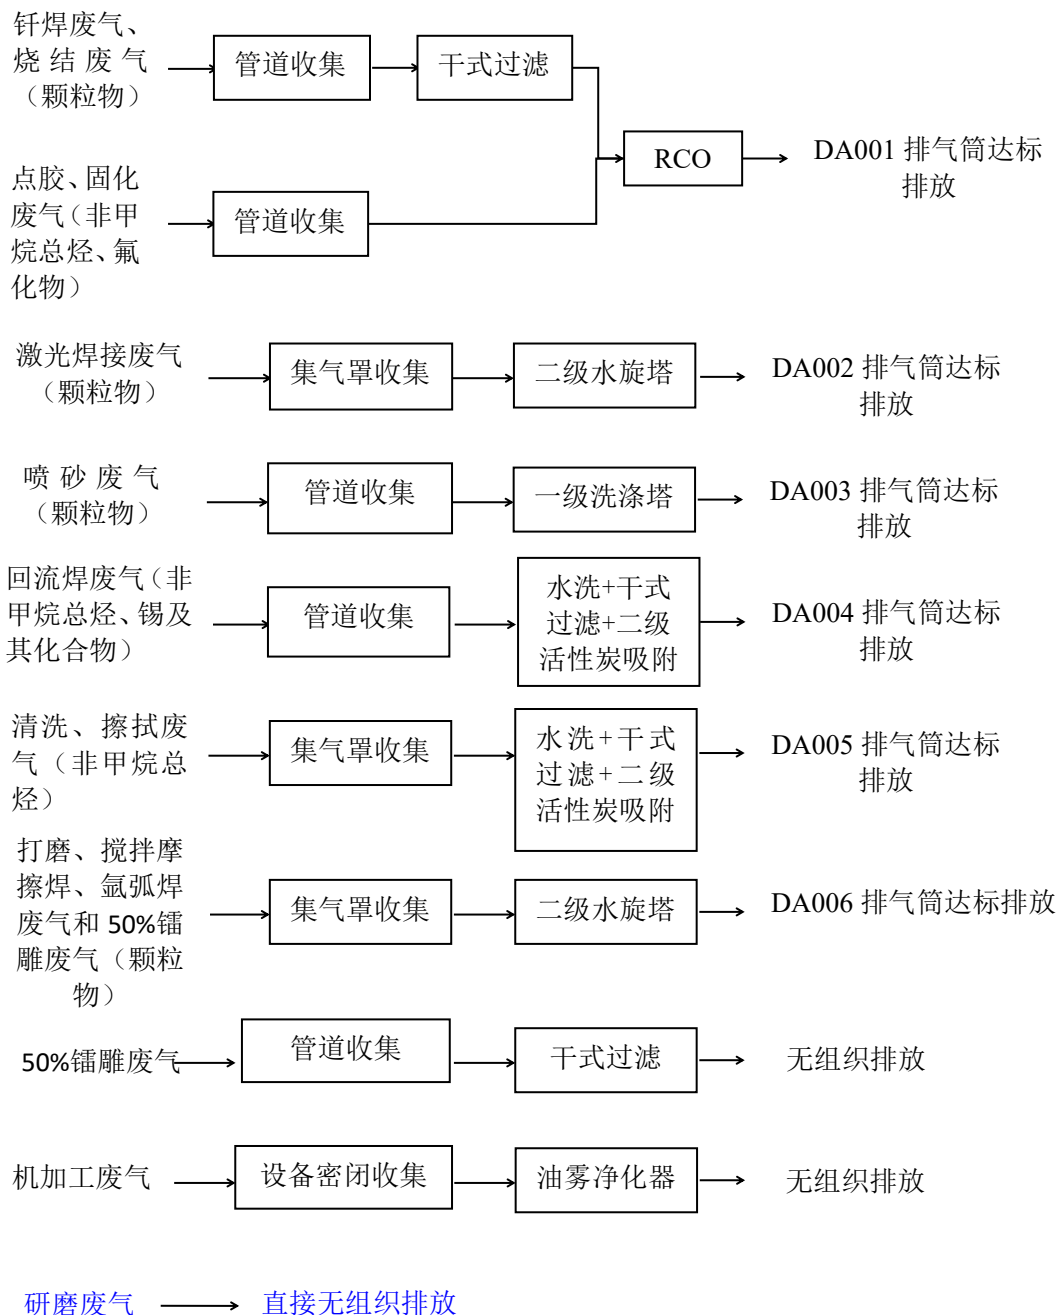 钎焊废气、
烧结废气
（颗粒物）
管道收集
干式过滤
RCO
DA001 排气筒达标
排放
点胶、固化
废气（非甲
烷总烃、氟
化物）
管道收集
激光焊接废气
（颗粒物）
集气罩收集
二级水旋塔
DA002 排气筒达标
排放
喷砂废气
（颗粒物）
管道收集
一级洗涤塔
DA003 排气筒达标
排放
回流焊废气（非
甲烷总烃、锡及
其化合物）
管道收集
水洗+干式
过滤+二级
活性炭吸附
DA004 排气筒达标
排放
清洗、擦拭废
气（非甲烷总
烃）
集气罩收集
水洗+干式
过滤+二级
活性炭吸附
DA005 排气筒达标
排放
打磨、搅拌摩
擦焊、氩弧焊
废气和 50%镭
雕废气（颗粒
物）
集气罩收集
二级水旋塔
DA006 排气筒达标排放
50%镭雕废气
管道收集
干式过滤
无组织排放
机加工废气
设备密闭收集
油雾净化器
无组织排放
研磨废气
直接无组织排放